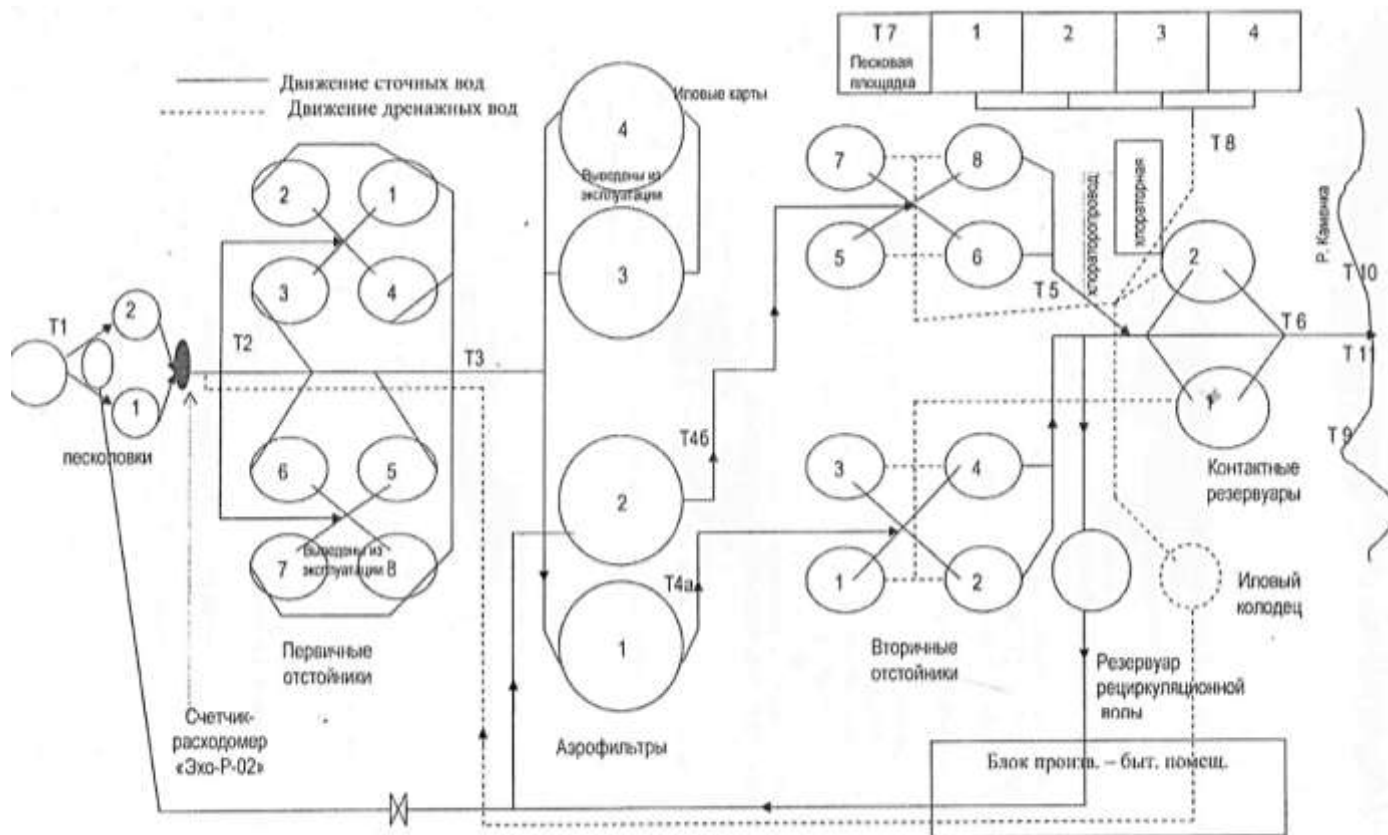 Движение сточных вод
Движение дренажных вод
Т 7
Песковая
площадка
1
2
3
4
Иловые карты
4
Выведены из
эксплуатации
3
2
1
3
4
7
8
5
6
хлораторопровод;
хлораторная
Т 8
2
Р. Каменка
Т 10
Т 5
Т 6
Т 11
Т 9
Т1
2
1
песколовки
Т2
Т3
6
5
7
8
Выведены из
эксплуатации
Первичные
отстойники
Счетчик-
расходомер
«Эхо-Р-02»
2
1
Аэрофильтры
Т4б
Т4а
3
4
1
2
Вторичные
отстойники
Контактные
резервуары
Иловый
колодец
Резервуар
рециркуляционной
воды
Блок произв. – быт. помещ.